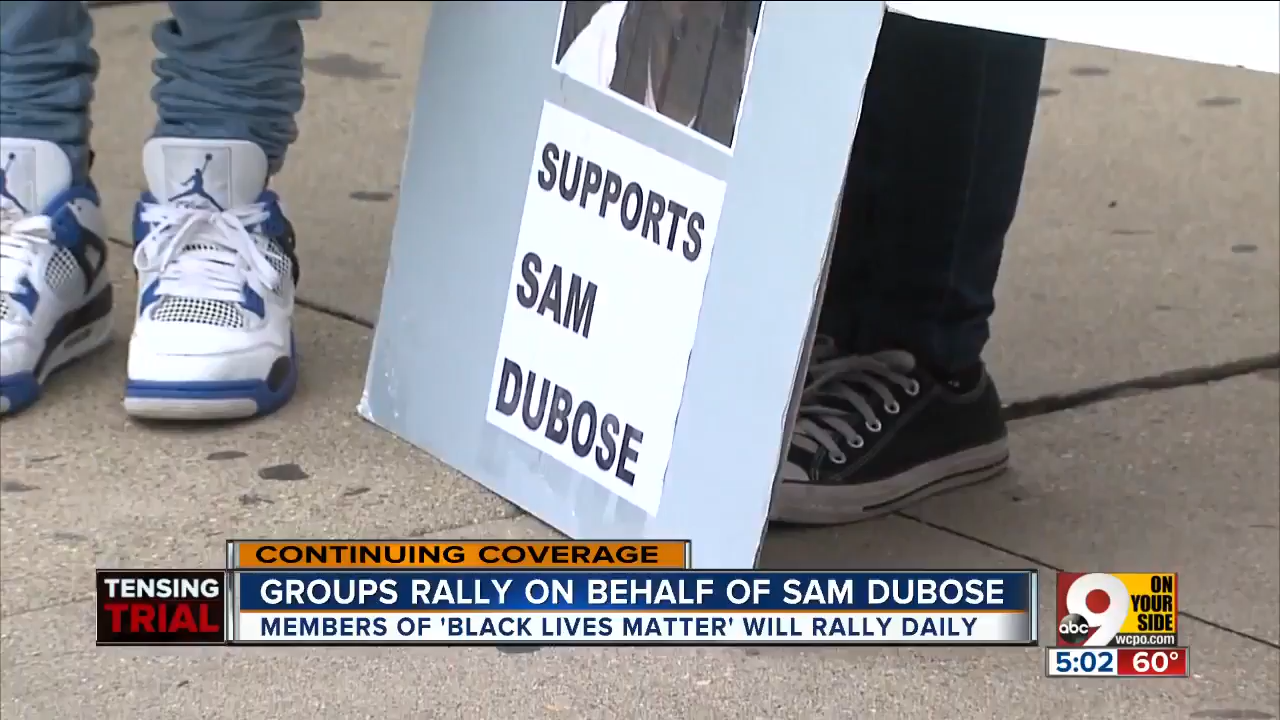 SUPPORTS
SAM
DUBOSE
CONTINUING COVERAGE
TENSING
TRIAL
GROUPS RALLY ON BEHALF OF SAM DUBOSE
MEMBERS OF 'BLACK LIVES MATTER' WILL RALLY DAILY
abc 9
ON
YOUR
SIDE
wcpo.com
5:02 60°